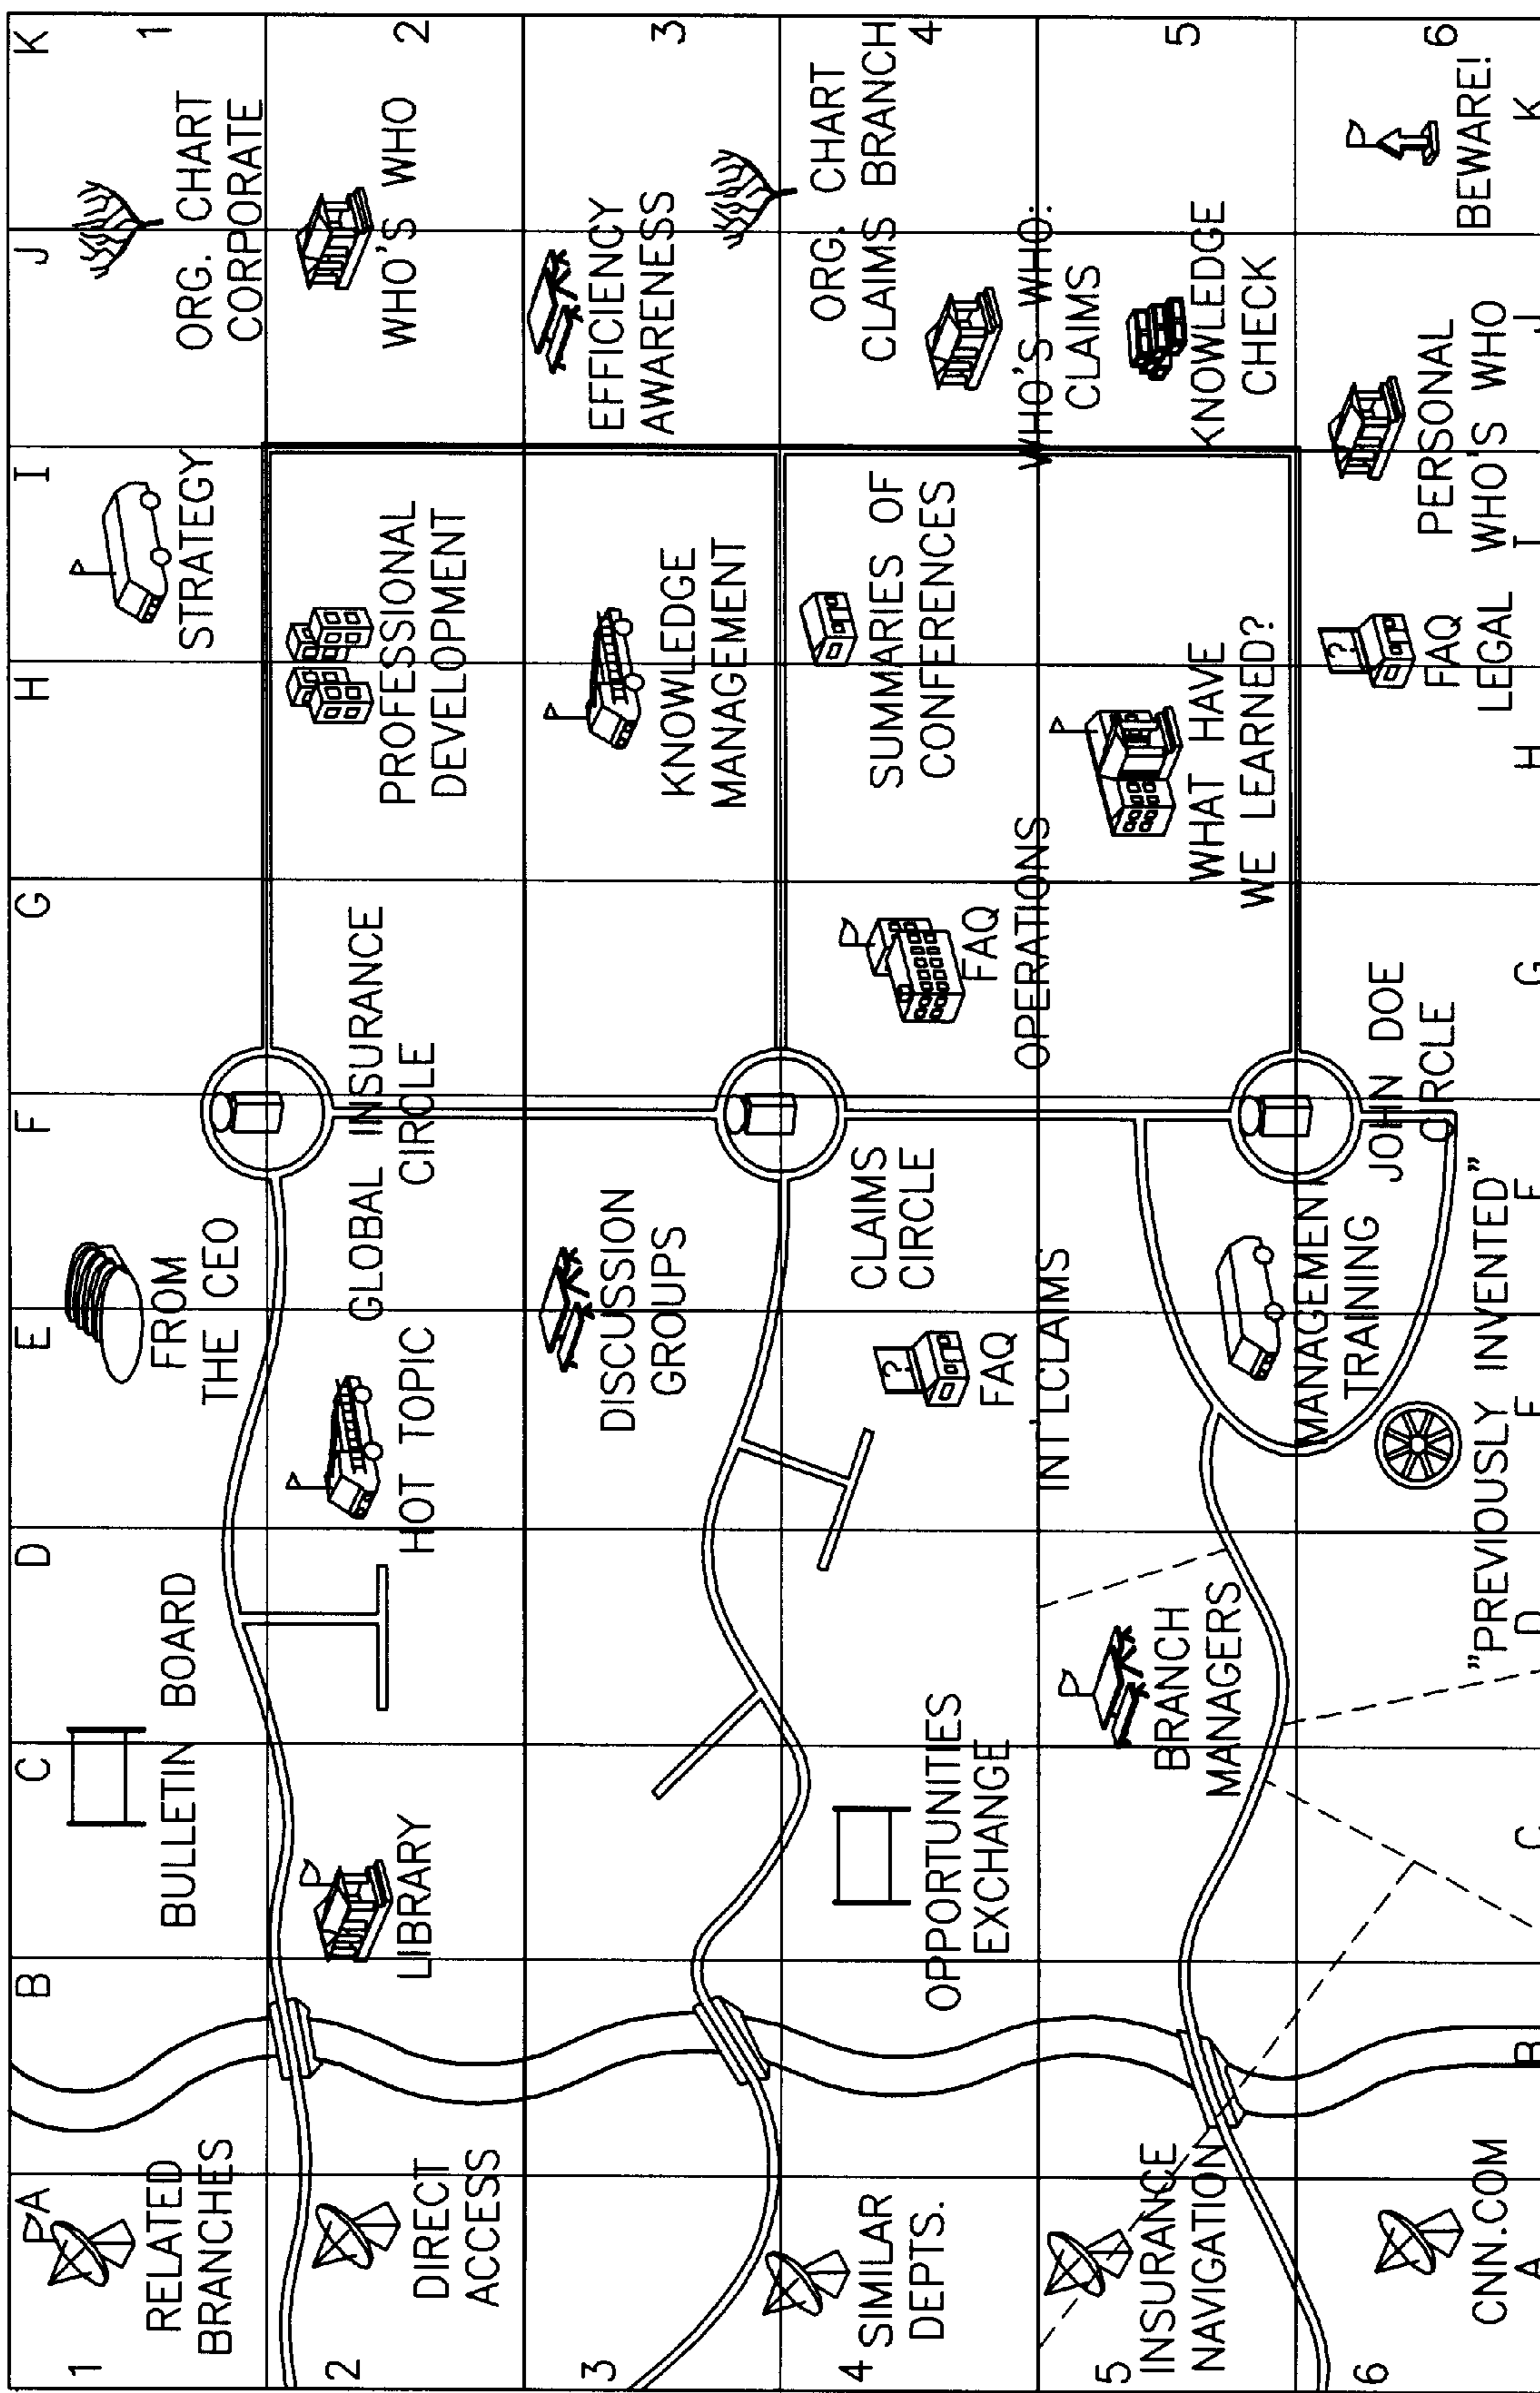 A B C D E F G H I J K
1
RELATED
BRANCHES
BULLETIN BOARD
FROM
THE CEO
STRATEGY
ORG. CHART
CORPORATE
1
2
DIRECT
ACCESS
LIBRARY
HOT TOPIC
GLOBAL INSURANCE
CIRCLE
PROFESSIONAL
DEVELOPMENT
WHO'S WHO
2
3
DISCUSSION
GROUPS
KNOWLEDGE
MANAGEMENT
EFFICIENCY
AWARENESS
3
4
SIMILAR
DEPTS.
OPPORTUNITIES
EXCHANGE
FAQ
INT'LCLAIMS
CLAIMS
CIRCLE
FAQ
OPERATIONS
SUMMARIES OF
CONFERENCES
ORG. CHART
CLAIMS BRANCH
WHO'S WHO:
CLAIMS
4
5
INSURANCE
NAVIGATION
BRANCH
MANAGERS
MANAGEMENT
TRAINING
WHAT HAVE
WE LEARNED?
KNOWLEDGE
CHECK
5
6
CNN.COM
"PREVIOUSLY INVENTED"
JOHN DOE
CIRCLE
?
FAQ
LEGAL
PERSONAL
WHO'S WHO
BEWARE!
6
A B C D E F G H I J K